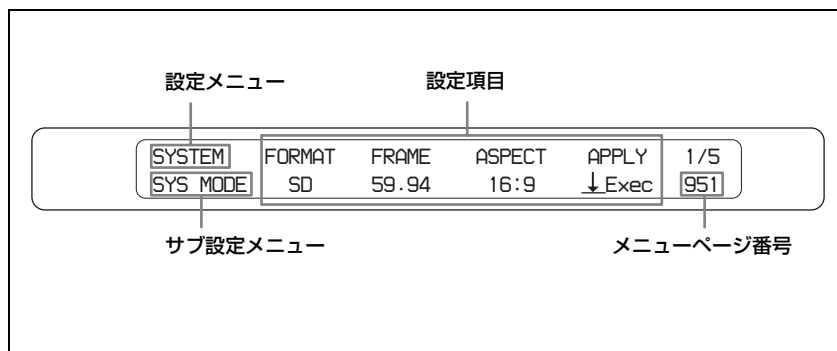 設定メニュー 設定項目
SYSTEM FORMAT FRAME ASPECT APPLY 1/5
SYS MODE SD 59.94 16:9 ↓Exec 951
サブ設定メニュー メニューページ番号